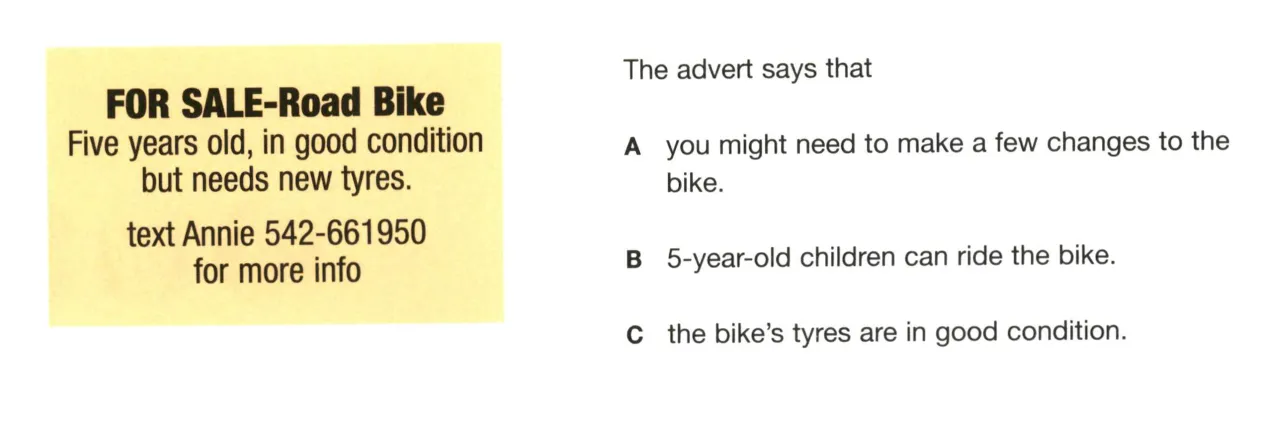 FOR SALE-Road Bike
Five years old, in good condition
but needs new tyres.
text Annie 542-661950
for more info
The advert says that
A you might need to make a few changes to the
bike.
B 5-year-old children can ride the bike.
C the bike's tyres are in good condition.